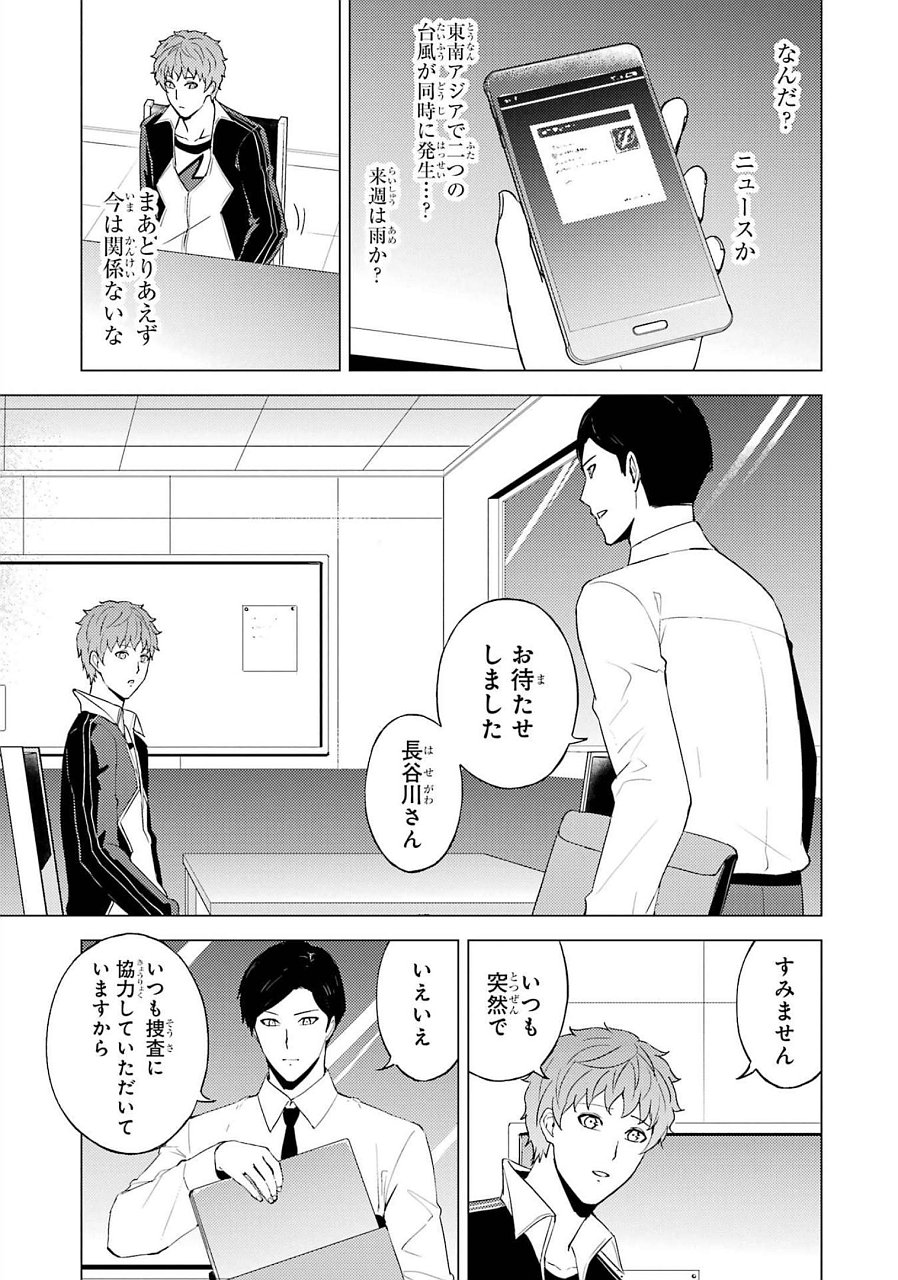 なんだ?
ニュースか
東南アジアで二つの
台風が同時に発生…?
来週は雨か?
まあとりあえず
今は関係ないな
お待たせ
しました
長谷川さん
すみません
いつも
突然で
いえいえ
いつも捜査に
協力していただいて
いますから